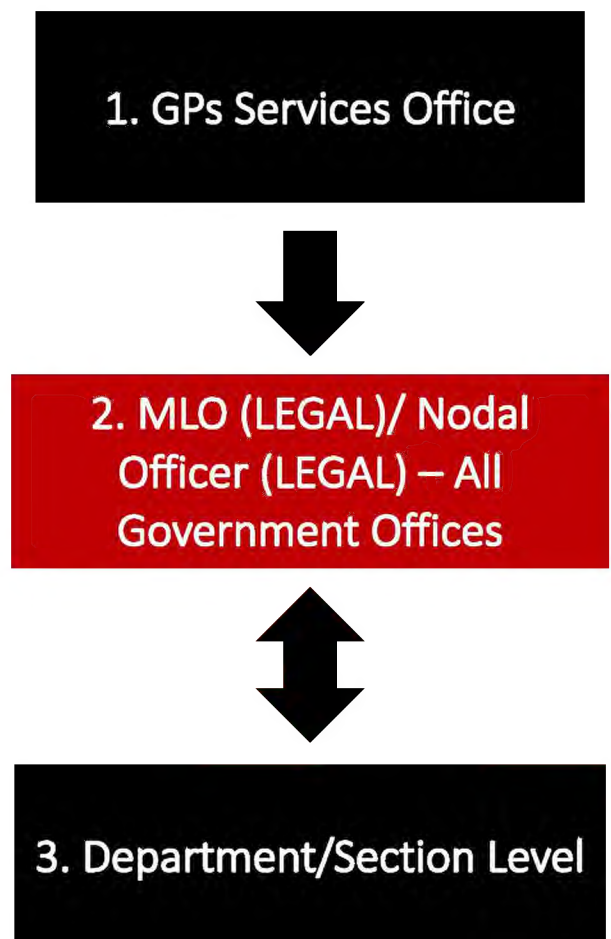 1. GPs Services Office
2. MLO (LEGAL)/ Nodal
Officer (LEGAL) – All
Government Offices
3. Department/Section Level